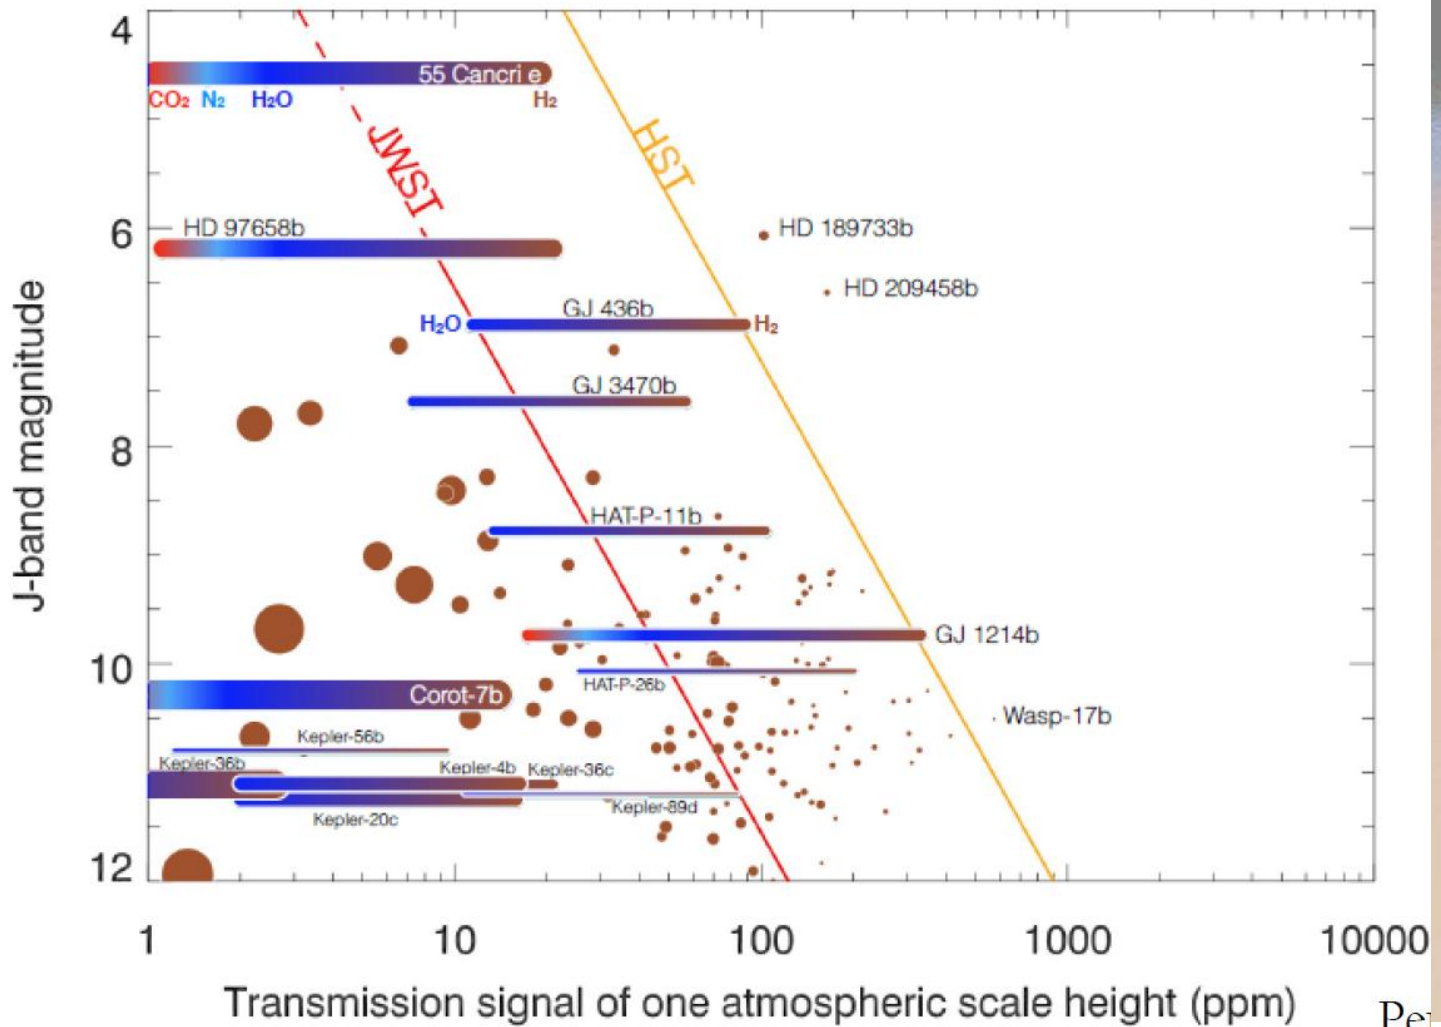 4
55 Cancri e
CO₂ N₂ H₂O H₂
JWST
HST
6
HD 97658b
HD 189733b
HD 209458b
GJ 436b
H₂O H₂
GJ 3470b
8
HAT-P-11b
GJ 1214b
10
HAT-P-26b
Corot-7b
Wasp-17b
Kepler-56b
Kepler-36b
Kepler-4b
Kepler-36c
Kepler-89d
Kepler-20c
12
J-band magnitude
1 10 100 1000 10000
Transmission signal of one atmospheric scale height (ppm)